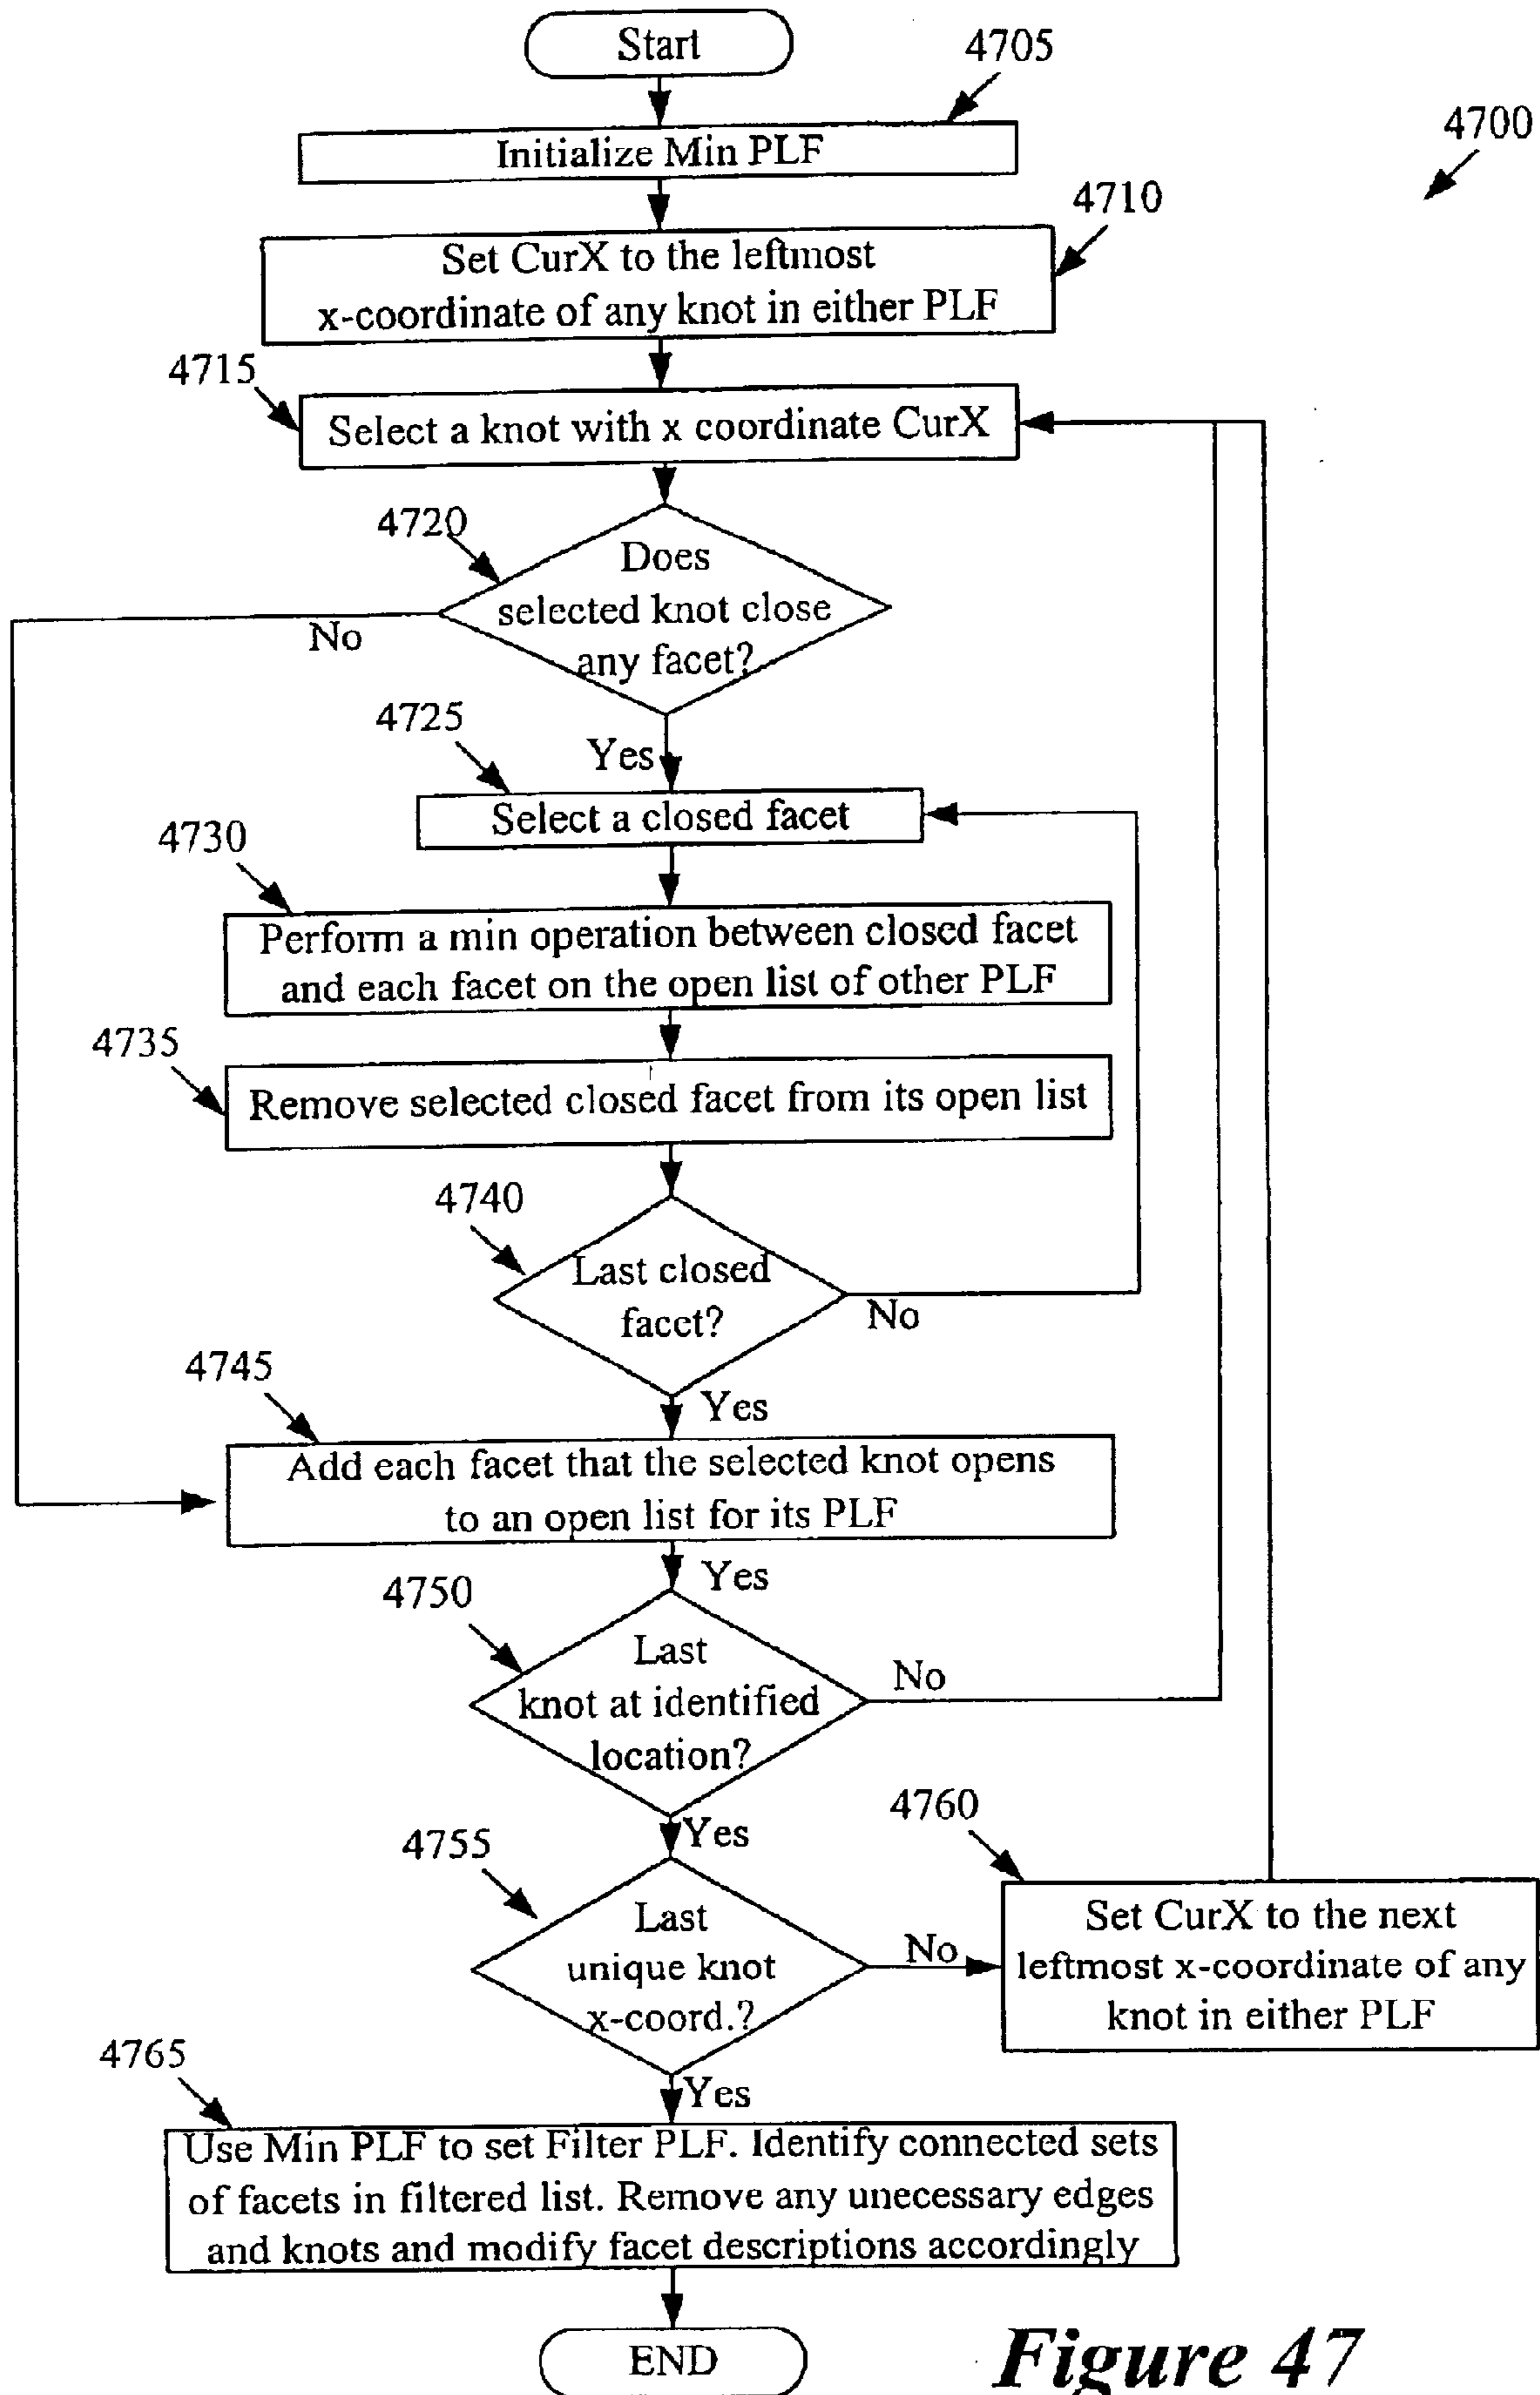 Start
4705
4700
Initialize Min PLF
4710
Set CurX to the leftmost
x-coordinate of any knot in either PLF
4715
Select a knot with x coordinate CurX
4720
Does
selected knot close
any facet?
No
4725
Yes
Select a closed facet
4730
Perform a min operation between closed facet
and each facet on the open list of other PLF
4735
Remove selected closed facet from its open list
4740
Last closed
facet?
No
4745
Yes
Add each facet that the selected knot opens
to an open list for its PLF
4750
Yes
Last
knot at identified
location?
No
4755
Yes
4760
Last
unique knot
x-coord.?
No
Set CurX to the next
leftmost x-coordinate of any
knot in either PLF
4765
Yes
Use Min PLF to set Filter PLF. Identify connected sets
of facets in filtered list. Remove any unecessary edges
and knots and modify facet descriptions accordingly
END
Figure 47